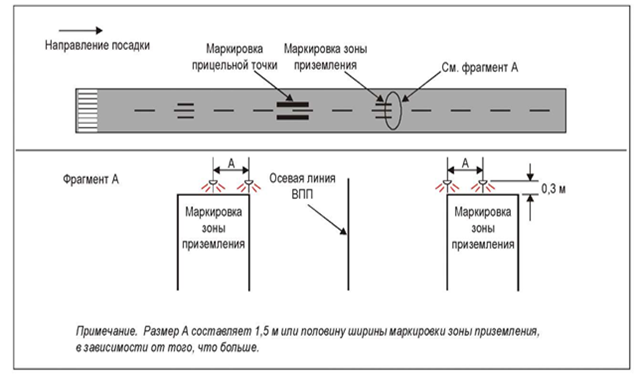 Направление посадки
Маркировка
прицельной точки
Маркировка зоны
приземления
См. фрагмент А
Фрагмент А
А
Осевая линия
ВПП
А
0,3 м
Маркировка
зоны
приземления
Маркировка
зоны
приземления
Примечание. Размер А составляет 1,5 м или половину ширины маркировки зоны приземления,
в зависимости от того, что больше.